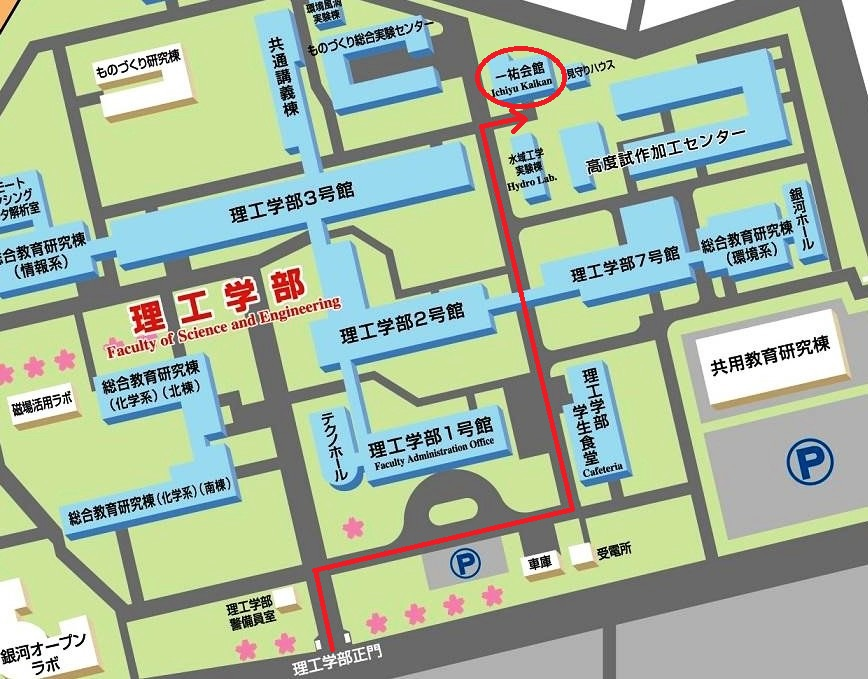 環境風洞
実験棟
共通講義棟
ものづくり総合実験センター
ものづくり研究棟
一祐会館
Ichiyu Kaikan
見守りハウス
水域工学
実験棟
Hydro Lab.
高度試作加工センター
理工学部3号館
総合教育研究棟
（情報系）
理工学部7号館
総合教育研究棟
（環境系）
銀河ホール
理工学部
Faculty of Science and Engineering
理工学部2号館
共用教育研究棟
総合教育研究棟
（化学系）（北棟）
磁場活用ラボ
テクノホール
理工学部1号館
Faculty Administration Office
理工学部
学生食堂
Cafeteria
総合教育研究棟（化学系）（南棟）
P
P
車庫
受電所
理工学部
警備員室
銀河オープン
ラボ
理工学部正門